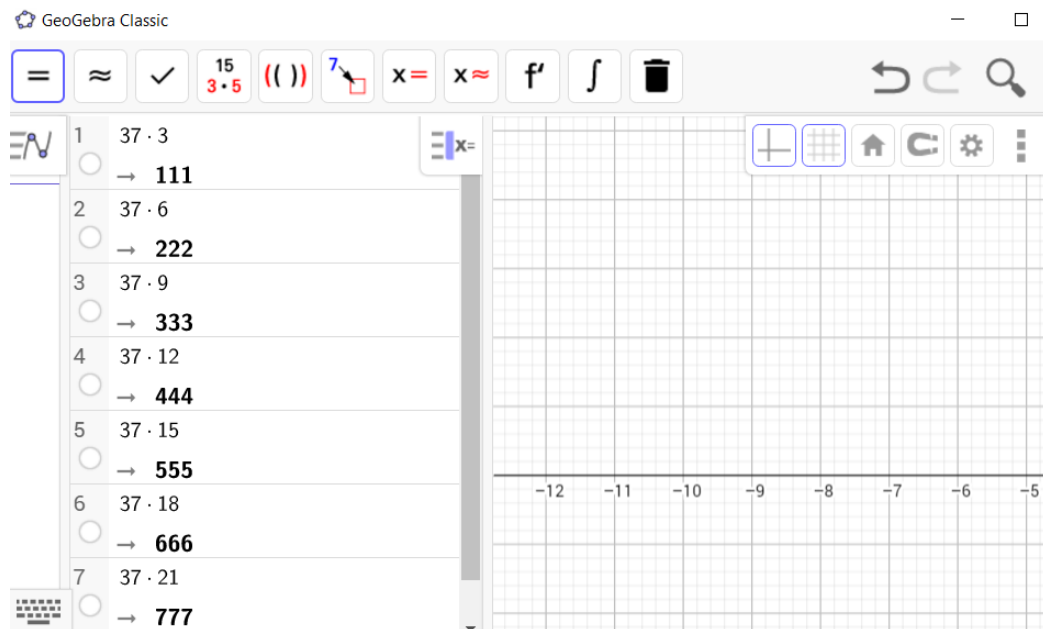 GeoGebra Classic
= ≈ ✓ 15 3·5 (( )) 7 x= x≈ f′ ∫
x=
1 37 · 3
→ 111
2 37 · 6
→ 222
3 37 · 9
→ 333
4 37 · 12
→ 444
5 37 · 15
→ 555
6 37 · 18
→ 666
7 37 · 21
→ 777
−12 −11 −10 −9 −8 −7 −6 −5